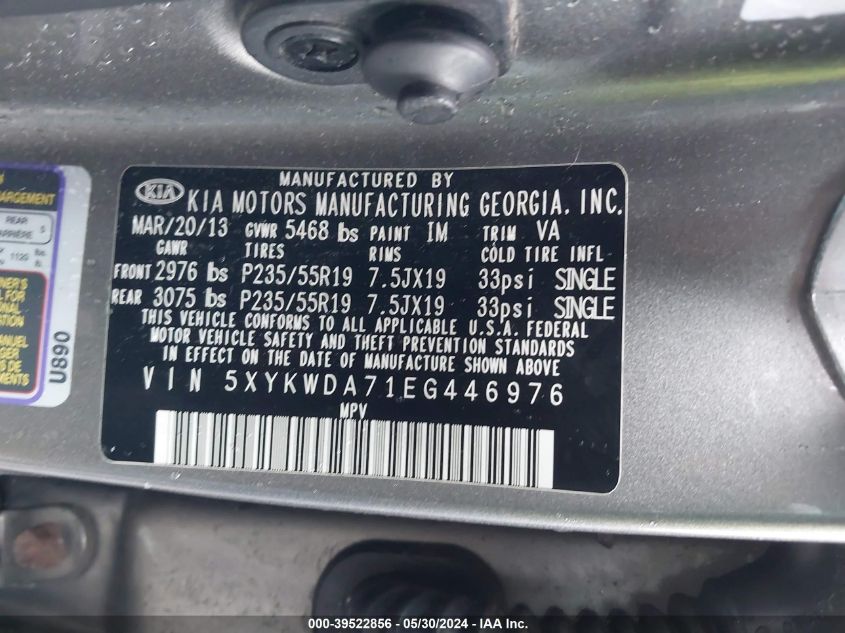 MANUFACTURED BY
KIA KIA MOTORS MANUFACTURING GEORGIA, INC.
MAR/20/13 GVWR 5468 lbs PAINT IM TRIM VA
GAWR TIRES RIMS COLD TIRE INFL
FRONT 2976 lbs P235/55R19 7.5JX19 33psi SINGLE
REAR 3075 lbs P235/55R19 7.5JX19 33psi SINGLE
THIS VEHICLE CONFORMS TO ALL APPLICABLE U.S.A. FEDERAL
MOTOR VEHICLE SAFETY AND THEFT PREVENTION STANDARDS
IN EFFECT ON THE DATE OF MANUFACTURE SHOWN ABOVE
VIN 5XYKWDA71EG446976
MPV
REAR 5
U890
000-39522856 - 05/30/2024 - IAA Inc.